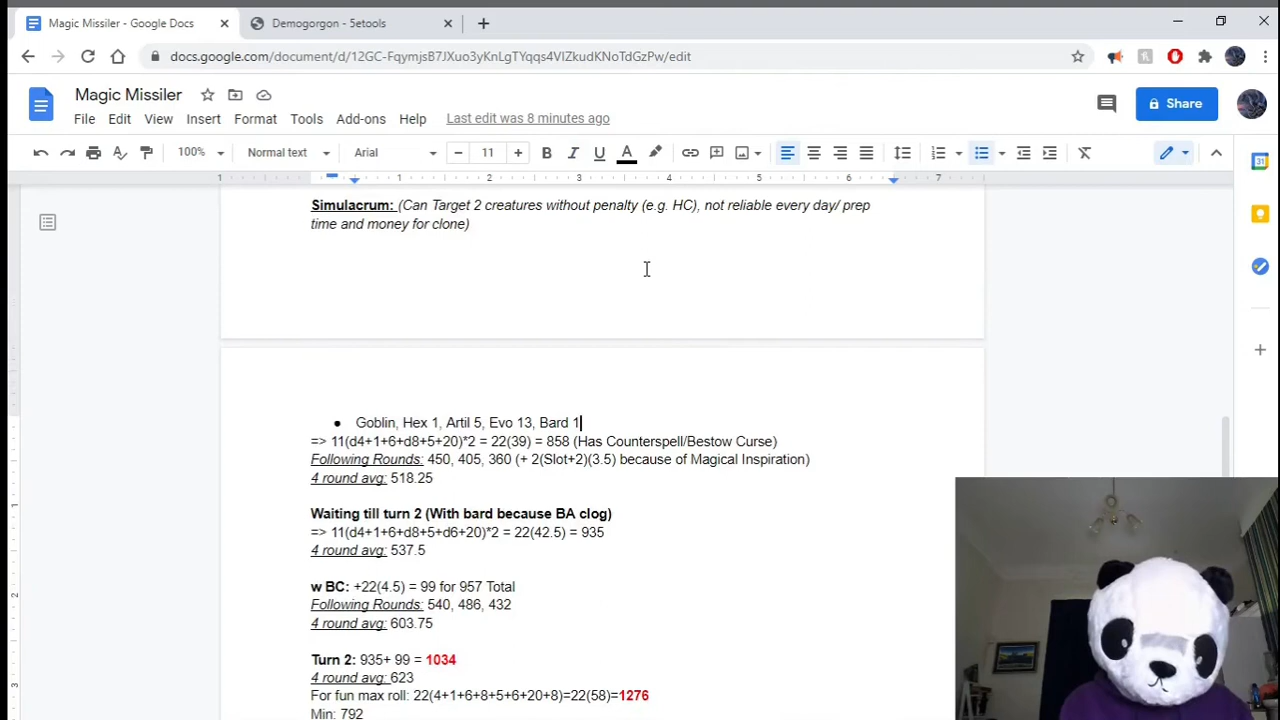 Magic Missiler - Google Docs
Demogorgon - 5etools
docs.google.com/document/d/12GC-FqymjsB7JXuo3yKnLgTYqqs4VIZkudKNoTdGzPw/edit
Magic Missiler
Share
File Edit View Insert Format Tools Add-ons Help Last edit was 8 minutes ago
100% Normal text Arial 11
1 1 2 3 4 5 6 7
Simulacrum: (Can Target 2 creatures without penalty (e.g. HC), not reliable every day/ prep
time and money for clone)
● Goblin, Hex 1, Artil 5, Evo 13, Bard 1
=> 11(d4+1+6+d8+5+20)*2 = 22(39) = 858 (Has Counterspell/Bestow Curse)
Following Rounds: 450, 405, 360 (+ 2(Slot+2)(3.5) because of Magical Inspiration)
4 round avg: 518.25
Waiting till turn 2 (With bard because BA clog)
=> 11(d4+1+6+d8+5+d6+20)*2 = 22(42.5) = 935
4 round avg: 537.5
w BC: +22(4.5) = 99 for 957 Total
Following Rounds: 540, 486, 432
4 round avg: 603.75
Turn 2: 935+ 99 = 1034
4 round avg: 623
For fun max roll: 22(4+1+6+8+5+6+20+8)=22(58)=1276
Min: 792